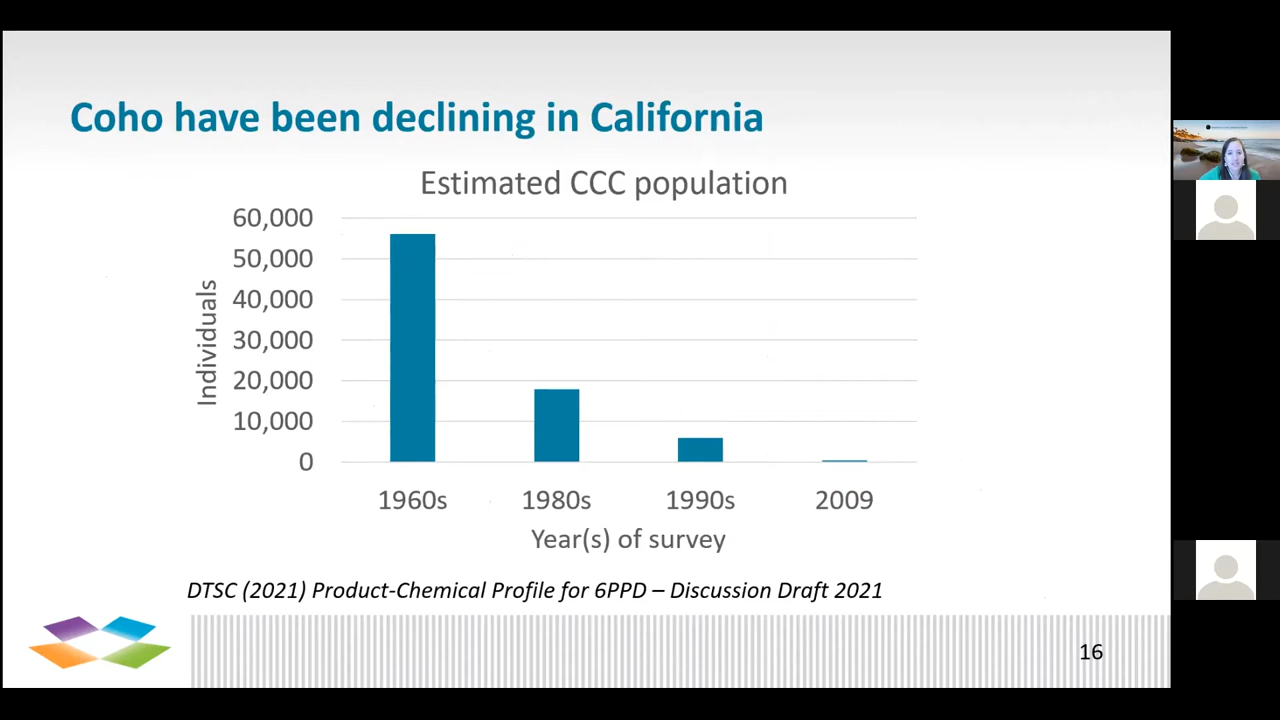 Coho have been declining in California
Estimated CCC population
60,000
50,000
40,000
30,000
20,000
10,000
0
Individuals
1960s 1980s 1990s 2009
Year(s) of survey
DTSC (2021) Product-Chemical Profile for 6PPD – Discussion Draft 2021
16